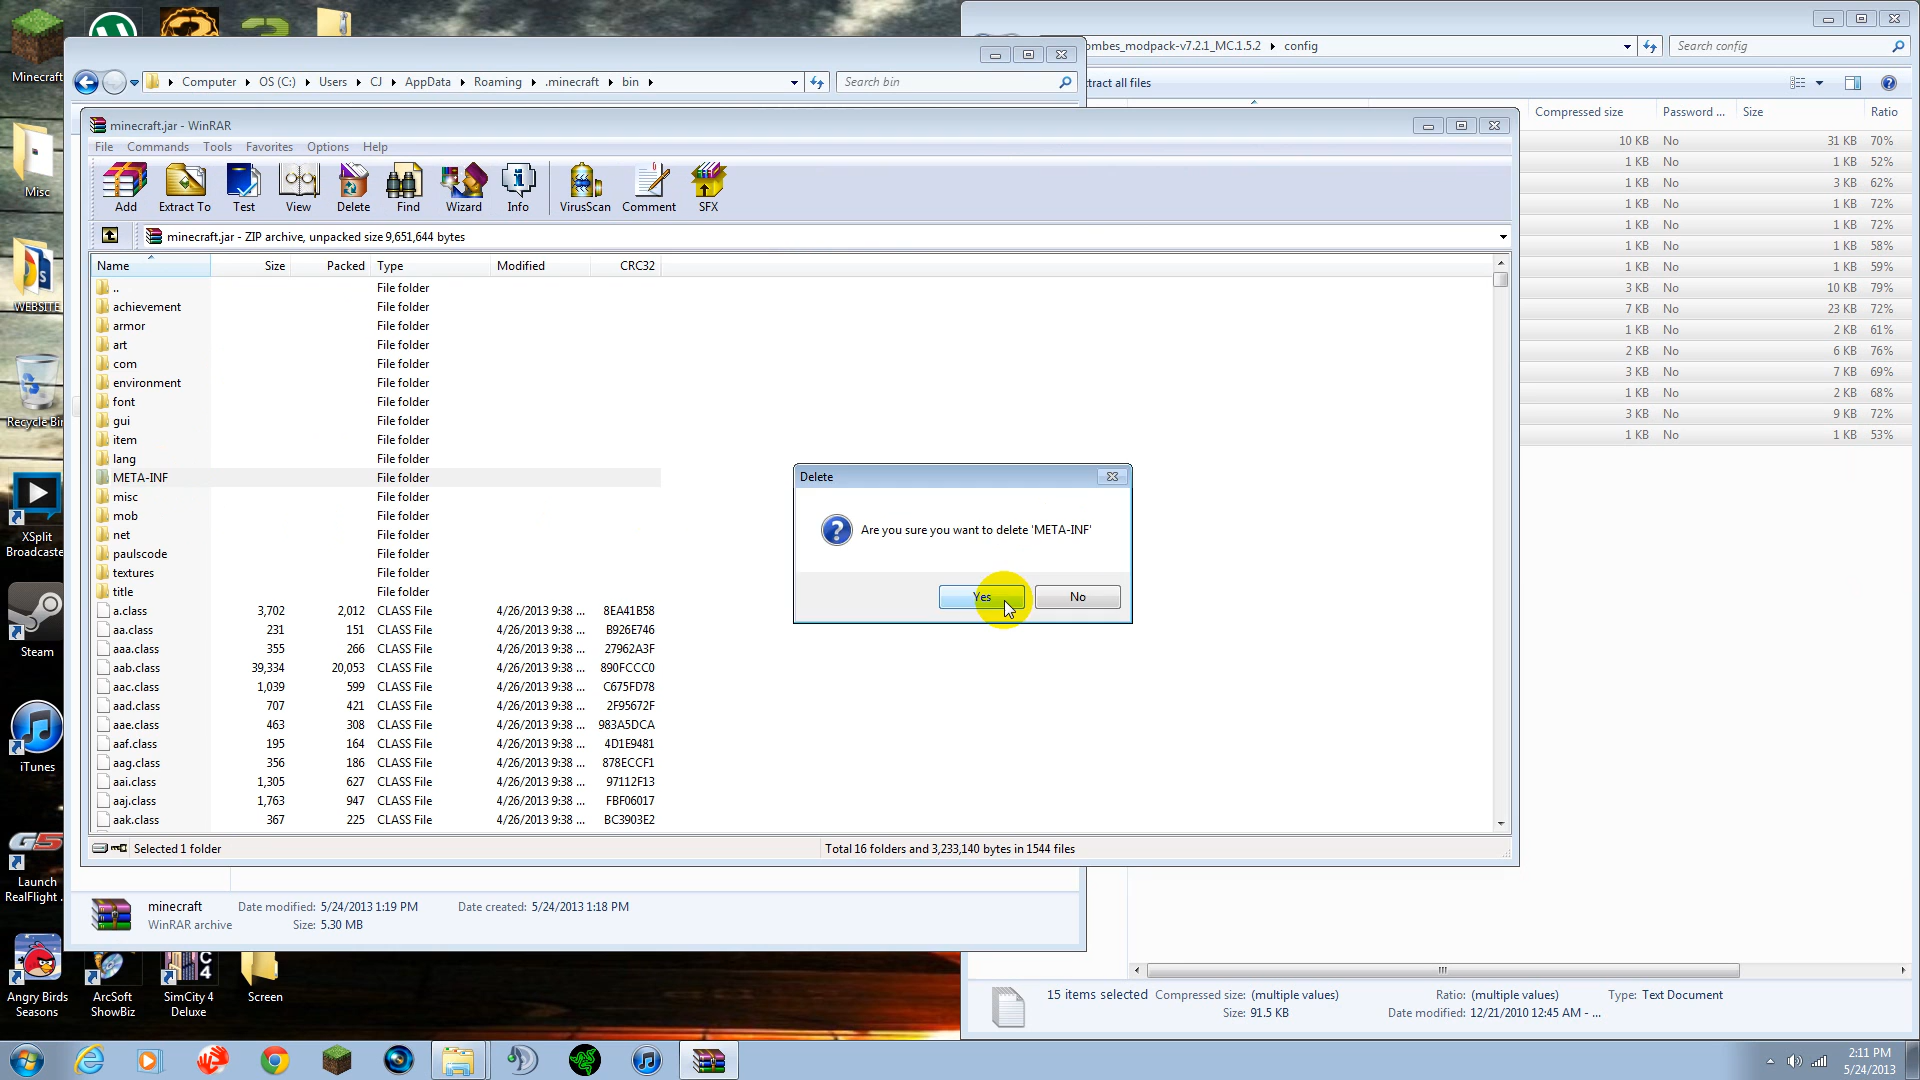 Minecraft
Misc
WEBSITE
Recycle Bin
XSplit
Broadcaste
Steam
iTunes
Launch
RealFlight .
Angry Birds
Seasons
ArcSoft
ShowBiz
SimCity 4
Deluxe
Screen
Computer OS (C:) Users CJ AppData Roaming .minecraft bin
Search bin
ombes_modpack-v7.2.1_MC.1.5.2 config
Search config
tract all files
Compressed size Password ... Size Ratio
10 KB No 31 KB 70%
1 KB No 1 KB 52%
1 KB No 3 KB 62%
1 KB No 1 KB 72%
1 KB No 1 KB 72%
1 KB No 1 KB 58%
1 KB No 1 KB 59%
3 KB No 10 KB 79%
7 KB No 23 KB 72%
1 KB No 2 KB 61%
2 KB No 6 KB 76%
3 KB No 7 KB 69%
1 KB No 2 KB 68%
3 KB No 9 KB 72%
1 KB No 1 KB 53%
minecraft.jar - WinRAR
File Commands Tools Favorites Options Help
Add Extract To Test View Delete Find Wizard Info VirusScan Comment SFX
minecraft.jar - ZIP archive, unpacked size 9,651,644 bytes
Name Size Packed Type Modified CRC32
.. File folder
achievement File folder
armor File folder
art File folder
com File folder
environment File folder
font File folder
gui File folder
item File folder
lang File folder
META-INF File folder
misc File folder
mob File folder
net File folder
paulscode File folder
textures File folder
title File folder
a.class 3,702 2,012 CLASS File 4/26/2013 9:38 ... 8EA41B58
aa.class 231 151 CLASS File 4/26/2013 9:38 ... B926E746
aaa.class 355 266 CLASS File 4/26/2013 9:38 ... 27962A3F
aab.class 39,334 20,053 CLASS File 4/26/2013 9:38 ... 890FCCC0
aac.class 1,039 599 CLASS File 4/26/2013 9:38 ... C675FD78
aad.class 707 421 CLASS File 4/26/2013 9:38 ... 2F95672F
aae.class 463 308 CLASS File 4/26/2013 9:38 ... 983A5DCA
aaf.class 195 164 CLASS File 4/26/2013 9:38 ... 4D1E9481
aag.class 356 186 CLASS File 4/26/2013 9:38 ... 878ECCF1
aai.class 1,305 627 CLASS File 4/26/2013 9:38 ... 97112F13
aaj.class 1,763 947 CLASS File 4/26/2013 9:38 ... FBF06017
aak.class 367 225 CLASS File 4/26/2013 9:38 ... BC3903E2
Selected 1 folder
Total 16 folders and 3,233,140 bytes in 1544 files
Delete
Are you sure you want to delete 'META-INF'
Yes No
minecraft Date modified: 5/24/2013 1:19 PM Date created: 5/24/2013 1:18 PM
WinRAR archive Size: 5.30 MB
15 items selected Compressed size: (multiple values) Ratio: (multiple values) Type: Text Document
Size: 91.5 KB Date modified: 12/21/2010 12:45 AM - ...
2:11 PM
5/24/2013